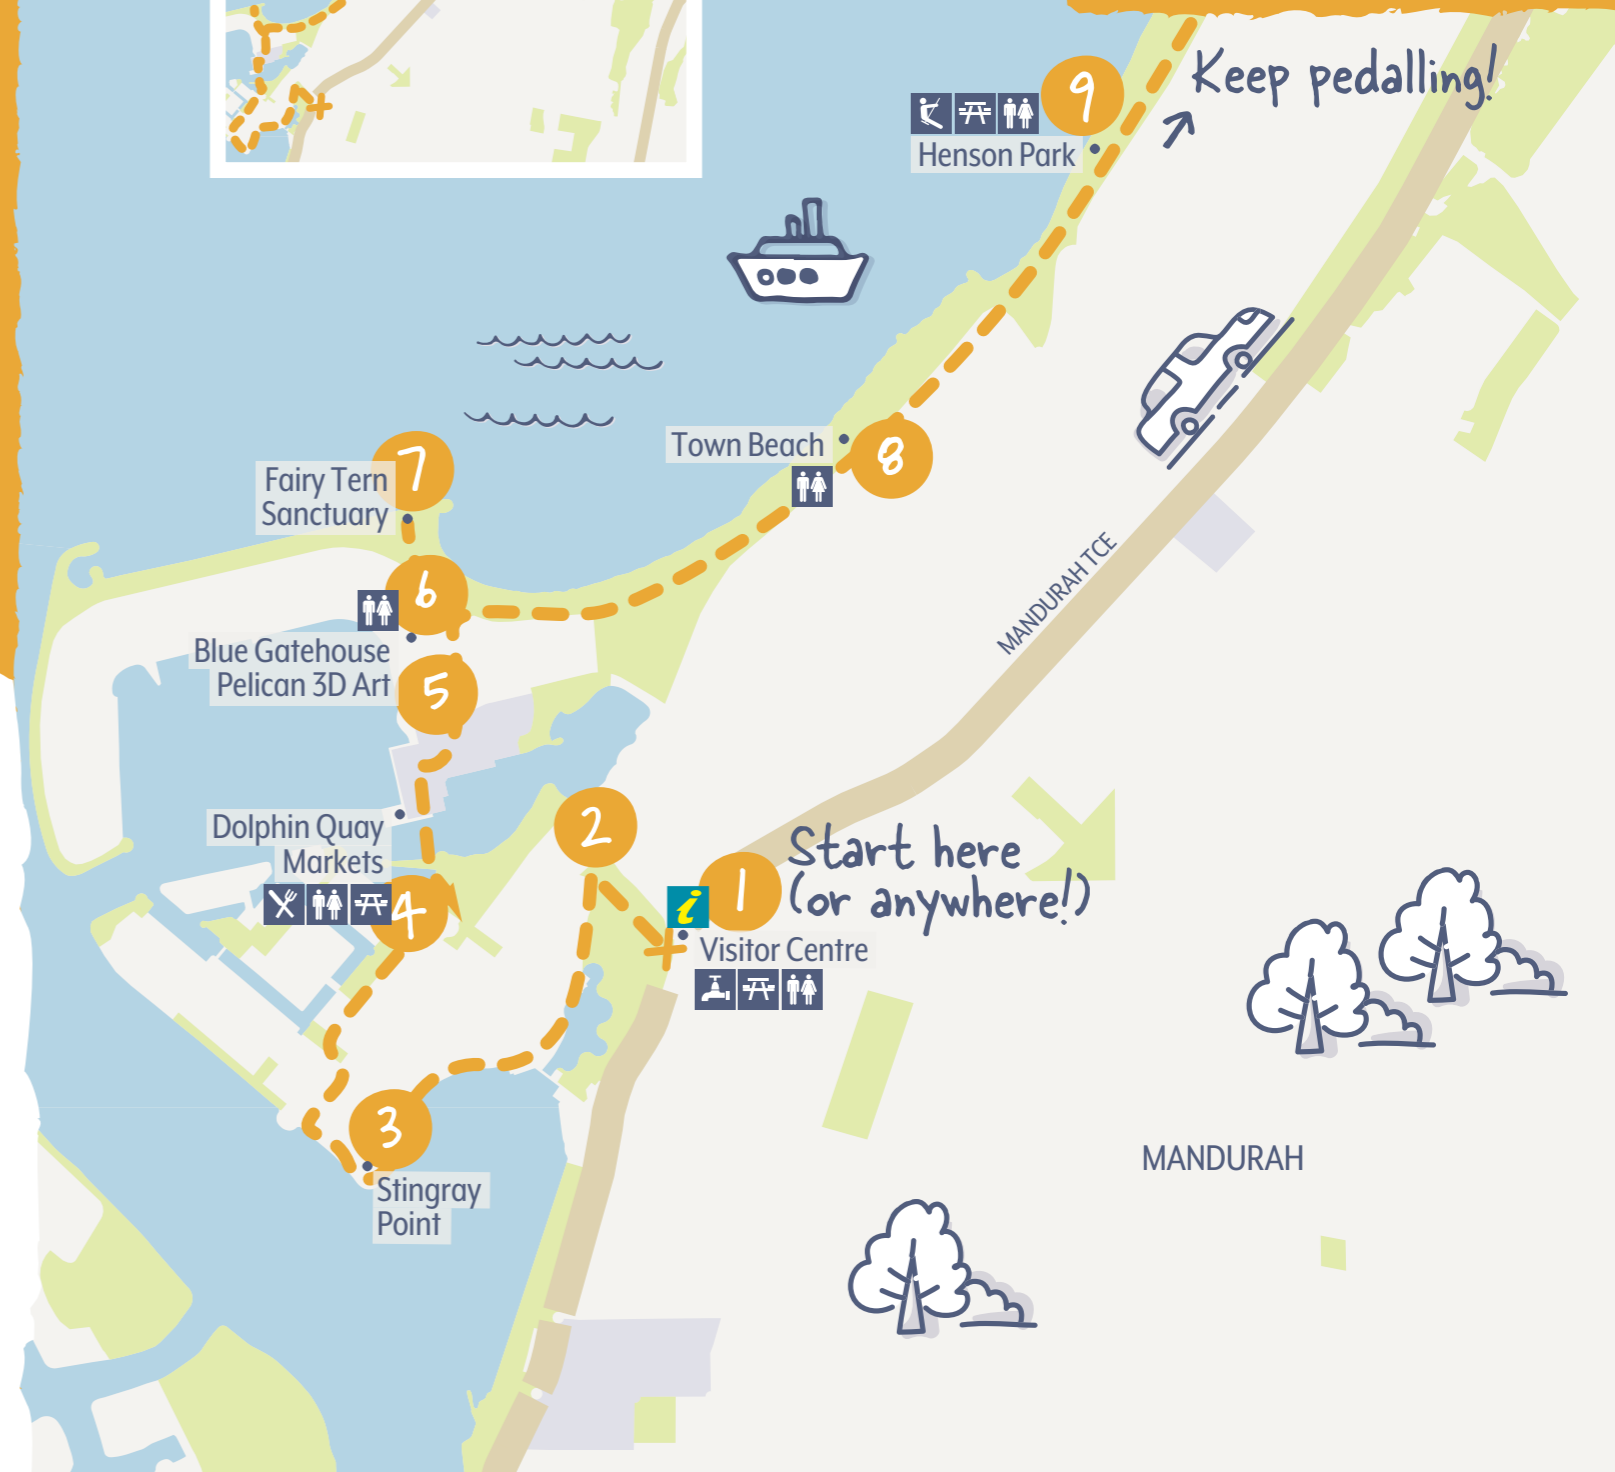 Keep pedalling!
9
Henson Park
Town Beach
8
7
Fairy Tern
Sanctuary
6
Blue Gatehouse
Pelican 3D Art
5
MANDURAH TCE
Dolphin Quay
Markets
4
2
1
Start here
(or anywhere!)
i
Visitor Centre
3
Stingray
Point
MANDURAH